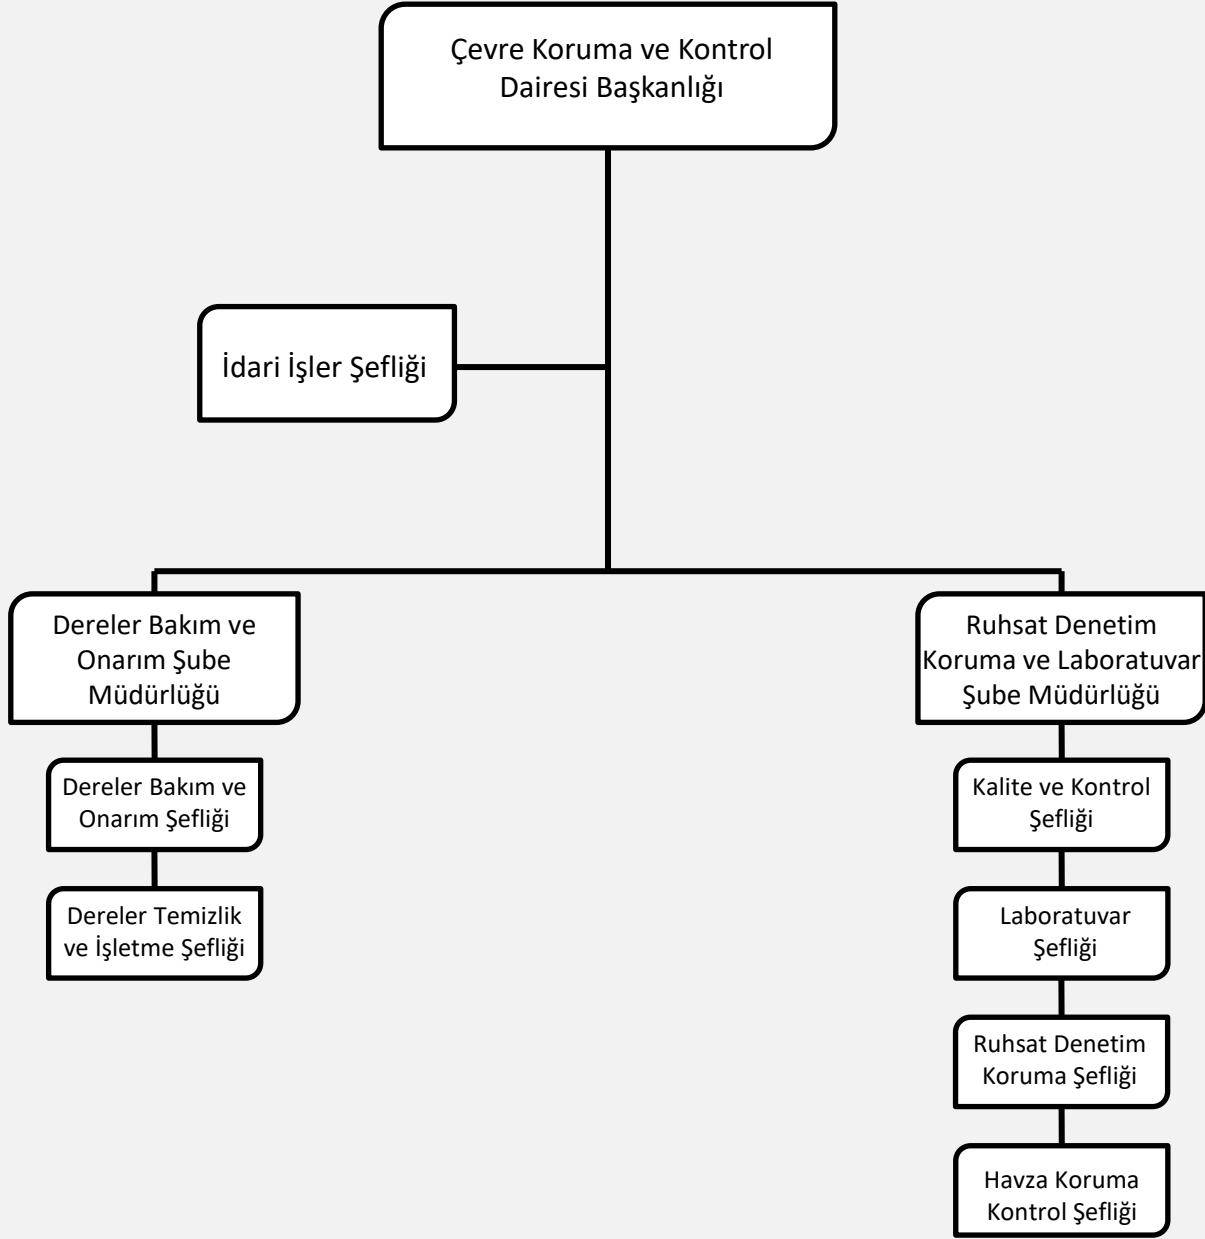 Çevre Koruma ve Kontrol
Dairesi Başkanlığı
İdari İşler Şefliği
Dereler Bakım ve
Onarım Şube
Müdürlüğü
Dereler Bakım ve
Onarım Şefliği
Dereler Temizlik
ve İşletme Şefliği
Ruhsat Denetim
Koruma ve Laboratuvar
Şube Müdürlüğü
Kalite ve Kontrol
Şefliği
Laboratuvar
Şefliği
Ruhsat Denetim
Koruma Şefliği
Havza Koruma
Kontrol Şefliği